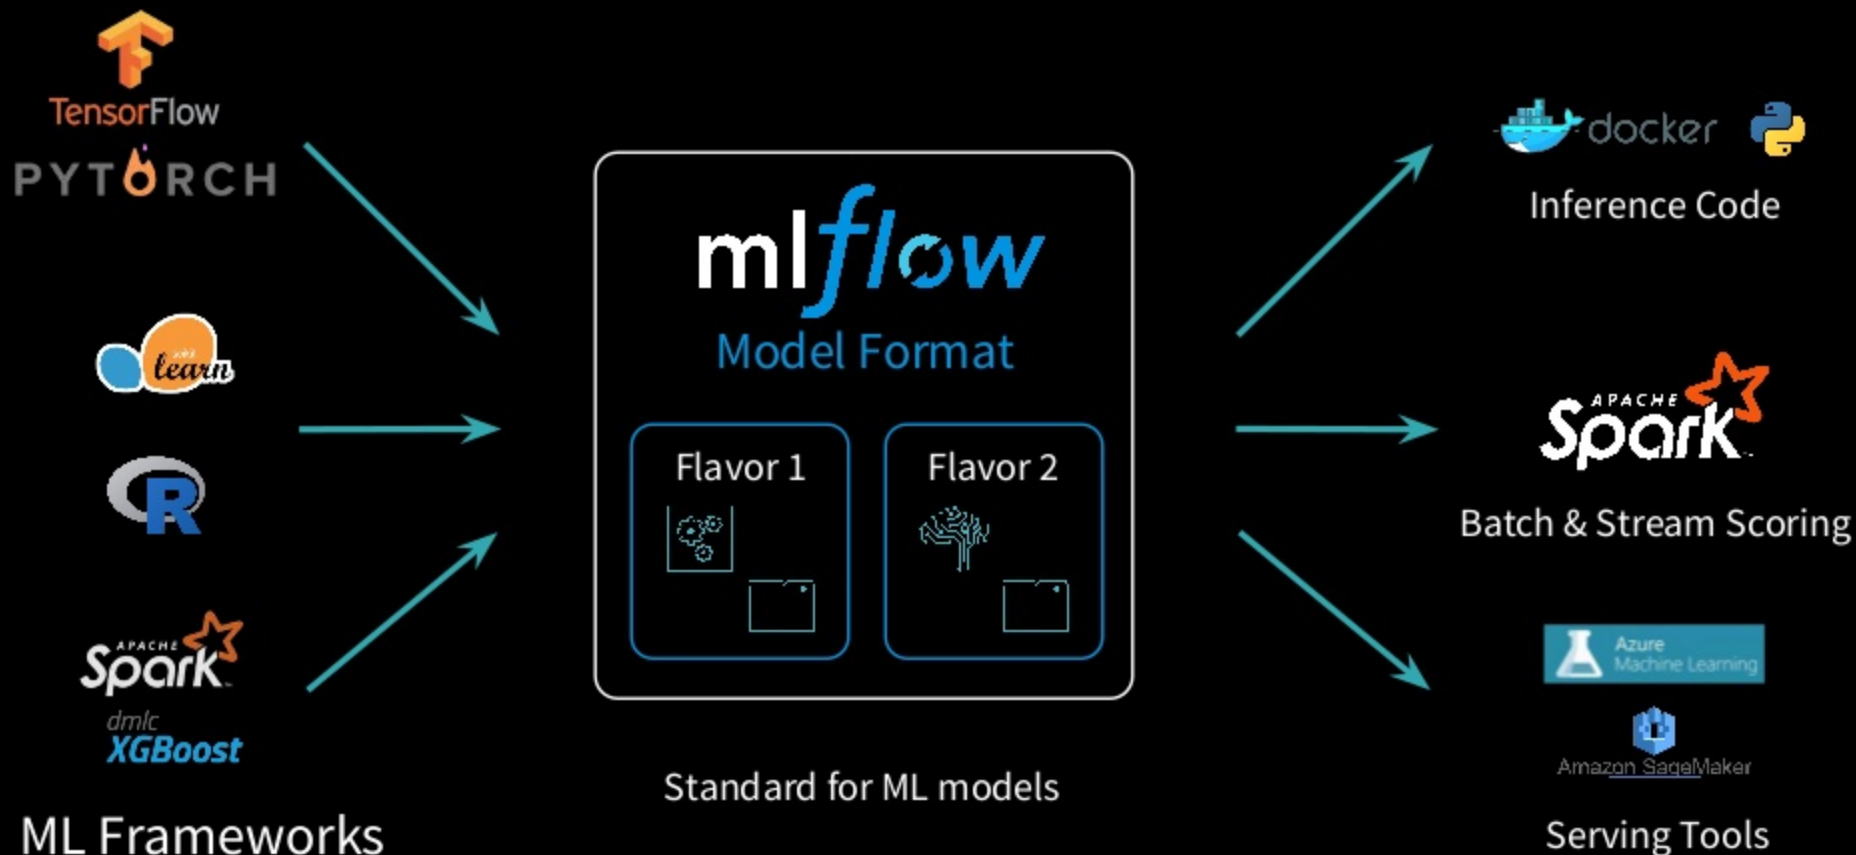 TensorFlow
PYTORCH
scikit
learn
R
APACHE
Spark
dmlc
XGBoost
ML Frameworks
mlflow
Model Format
Flavor 1
Flavor 2
Standard for ML models
docker
Inference Code
APACHE
Spark
Batch & Stream Scoring
Azure
Machine Learning
Amazon SageMaker
Serving Tools